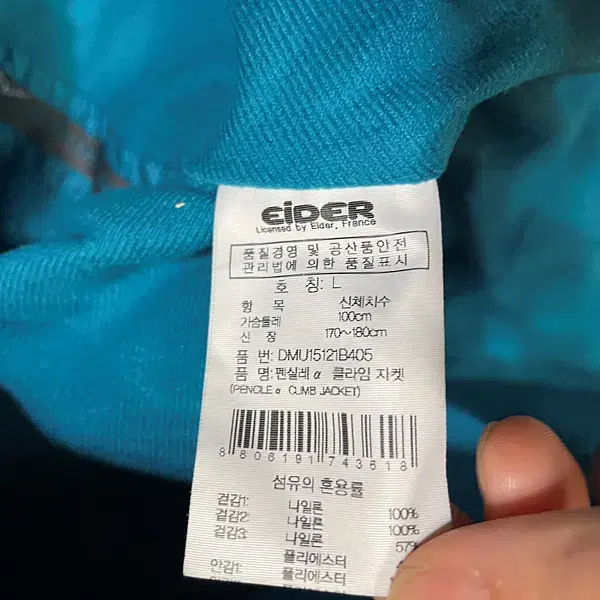 EiDER
Licensed by Eider, France
품질경영 및 공산품안전
관리법에 의한 품질표시
호 칭: L
항 목 신체치수
가슴둘레 100cm
신 장 170~180cm
품 번: DMU15121B405
품 명: 펜실레 α 클라임 자켓
(PENCILE α CLIMB JACKET)
8806191743618
섬유의 혼용률
겉감1: 나일론 100%
겉감2: 나일론 100%
겉감3: 나일론 57%
폴리에스터
안감1: 폴리에스터